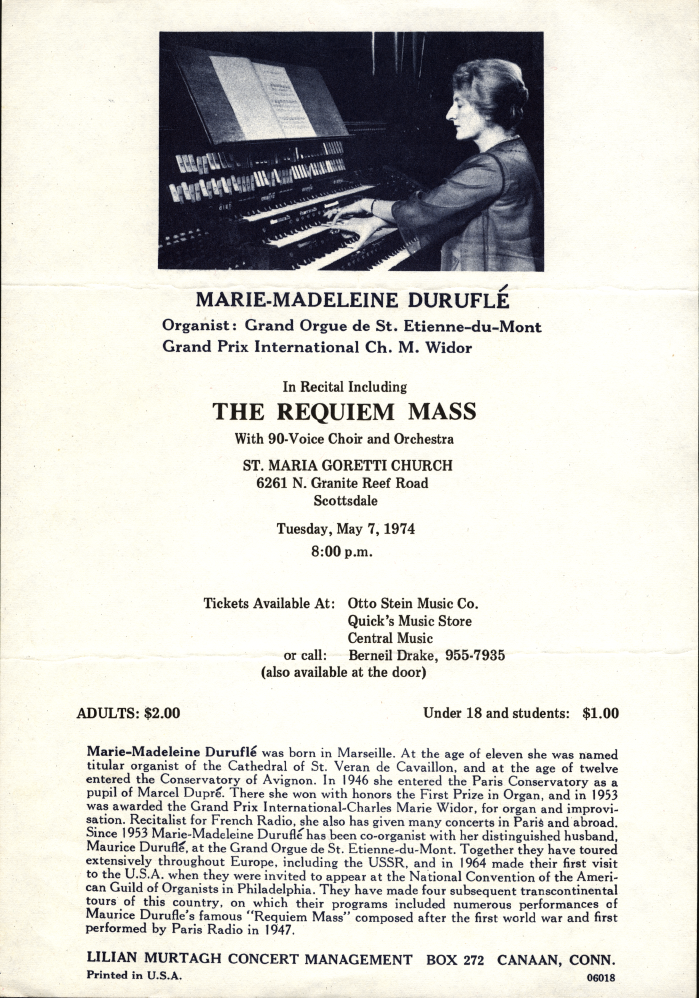 MARIE-MADELEINE DURUFLÉ
Organist: Grand Orgue de St. Etienne-du-Mont
Grand Prix International Ch. M. Widor
In Recital Including
THE REQUIEM MASS
With 90-Voice Choir and Orchestra
ST. MARIA GORETTI CHURCH
6261 N. Granite Reef Road
Scottsdale
Tuesday, May 7, 1974
8:00 p.m.
Tickets Available At: Otto Stein Music Co.
Quick's Music Store
Central Music
or call: Berneil Drake, 955-7935
(also available at the door)
ADULTS: $2.00 Under 18 and students: $1.00
Marie-Madeleine Duruflé was born in Marseille. At the age of eleven she was named
titular organist of the Cathedral of St. Veran de Cavaillon, and at the age of twelve
entered the Conservatory of Avignon. In 1946 she entered the Paris Conservatory as a
pupil of Marcel Dupré. There she won with honors the First Prize in Organ, and in 1953
was awarded the Grand Prix International-Charles Marie Widor, for organ and improvi-
sation. Recitalist for French Radio, she also has given many concerts in Paris and abroad.
Since 1953 Marie-Madeleine Duruflé has been co-organist with her distinguished husband,
Maurice Duruflé, at the Grand Orgue de St. Etienne-du-Mont. Together they have toured
extensively throughout Europe, including the USSR, and in 1964 made their first visit
to the U.S.A. when they were invited to appear at the National Convention of the Ameri-
can Guild of Organists in Philadelphia. They have made four subsequent transcontinental
tours of this country, on which their programs included numerous performances of
Maurice Durufle's famous "Requiem Mass" composed after the first world war and first
performed by Paris Radio in 1947.
LILIAN MURTAGH CONCERT MANAGEMENT BOX 272 CANAAN, CONN.
Printed in U.S.A. 06018